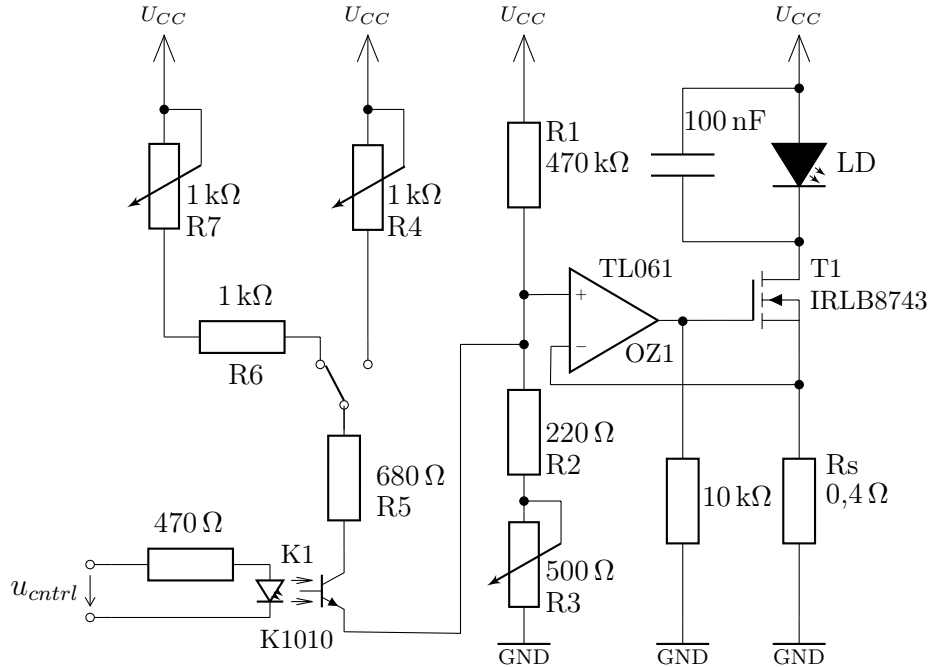 U_CC
U_CC
U_CC
U_CC
1 kΩ
R7
1 kΩ
R4
R1
470 kΩ
100 nF
LD
1 kΩ
R6
TL061
+
−
OZ1
T1
IRLB8743
680 Ω
R5
220 Ω
R2
10 kΩ
Rs
0,4 Ω
470 Ω
u_cntrl
K1
K1010
500 Ω
R3
GND
GND
GND